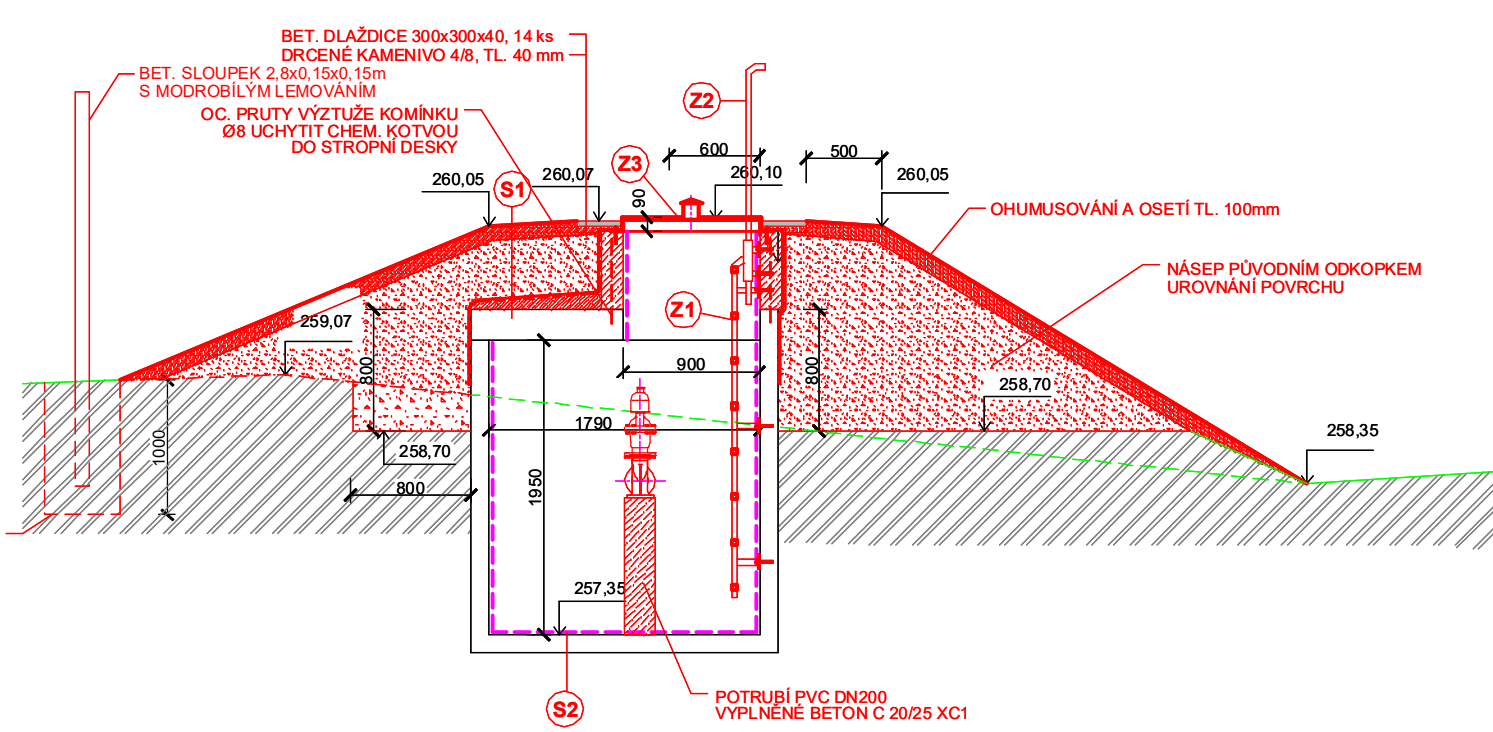 BET. DLAŽDICE 300x300x40, 14 ks
DRCENÉ KAMENIVO 4/8, TL. 40 mm
BET. SLOUPEK 2,8x0,15x0,15m
S MODROBÍLÝM LEMOVÁNÍM
OC. PRUTY VÝZTUŽE KOMÍNKU
Ø8 UCHYTIT CHEM. KOTVOU
DO STROPNÍ DESKY
Z2
600
500
Z3
260,05
260,07
S1
260,10
260,05
90
OHUMUSOVÁNÍ A OSETÍ TL. 100mm
NÁSEP PŮVODNÍM ODKOPKEM
UROVNÁNÍ POVRCHU
259,07
Z1
800
900
800
258,70
1790
258,35
1000
258,70
800
1950
257,35
POTRUBÍ PVC DN200
VYPLNĚNÉ BETON C 20/25 XC1
S2